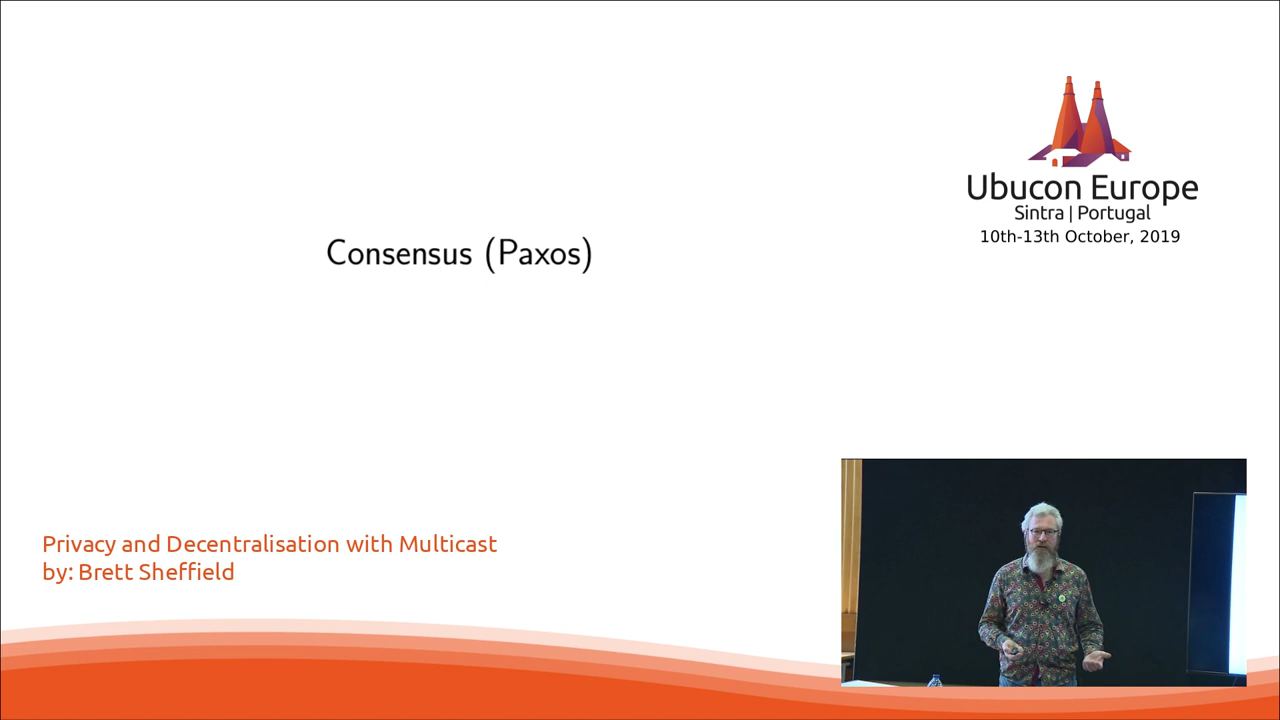 Ubucon Europe
Sintra | Portugal
10th-13th October, 2019
Consensus (Paxos)
Privacy and Decentralisation with Multicast
by: Brett Sheffield